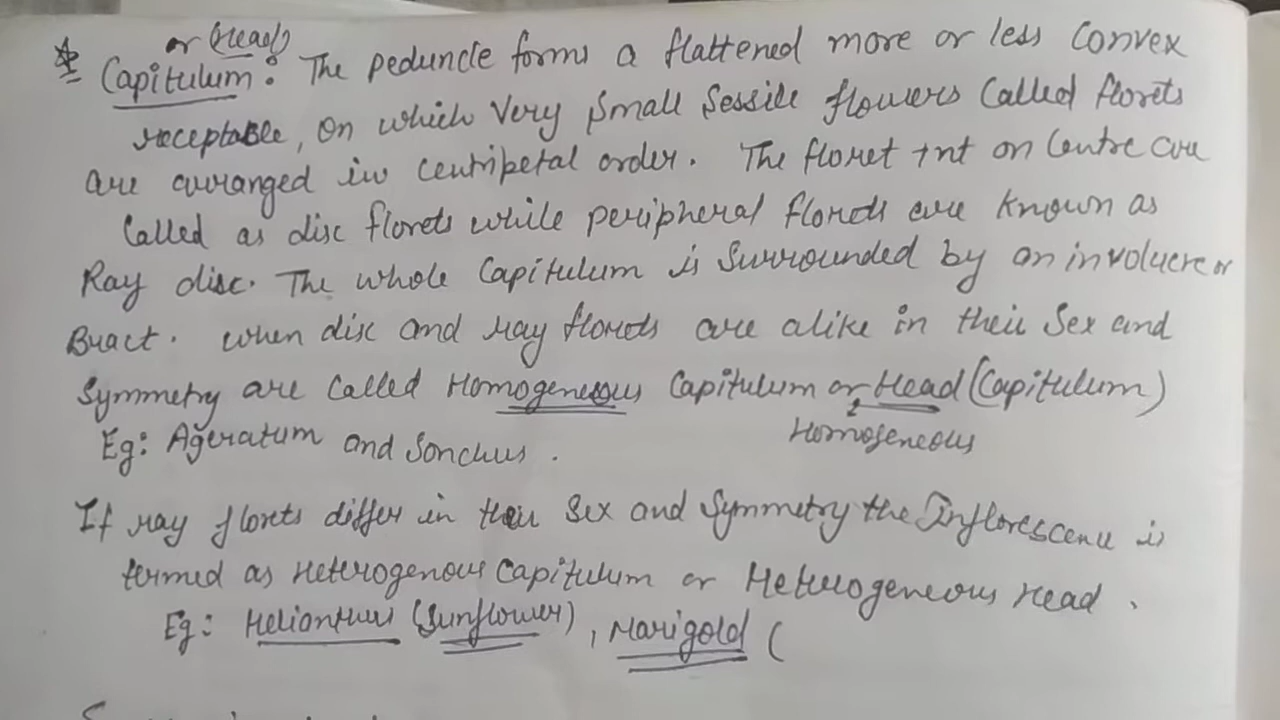 or (Head)
* Capitulum: The peduncle forms a flattened more or less Convex
receptable, on which Very small Sessile flowers Called florets
are arranged in centripetal order. The floret tnt on Centre are
Called as disc florets while peripheral florets are known as
Ray disc. The whole Capitulum is Surrounded by an involucre or
Bract. when disc and ray florets are alike in their Sex and
Symmetry are Called Homogeneous Capitulum or Head (Capitulum)
Homogeneous
Eg: Ageratum and Sonchus.
If ray florets differ in their Sex and Symmetry the Inflorescence is
termed as Heterogenous Capitulum or Heterogeneous Head.
Eg: Helianthus (Sunflower), Marigold (